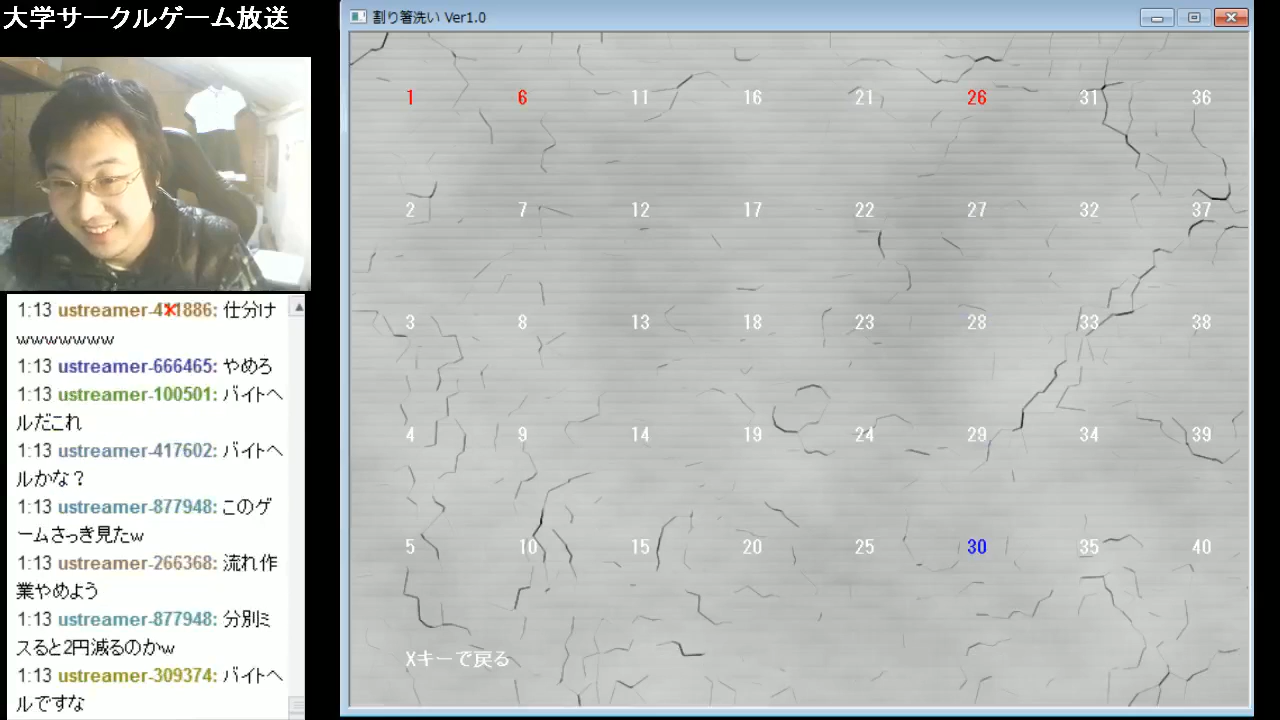 大学サークルゲーム放送
割り箸洗い Ver1.0
1:13 ustreamer-4 1886: 仕分け
wwwwwww
1:13 ustreamer-666465: やめろ
1:13 ustreamer-100501: バイトヘ
ルだこれ
1:13 ustreamer-417602: バイトヘ
ルかな？
1:13 ustreamer-877948: このゲ
ームさっき見たw
1:13 ustreamer-266368: 流れ作
業やめよう
1:13 ustreamer-877948: 分別ミ
スると2円減るのかw
1:13 ustreamer-309374: バイトヘ
ルですな
1 6 11 16 21 26 31 36
2 7 12 17 22 27 32 37
3 8 13 18 23 28 33 38
4 9 14 19 24 29 34 39
5 10 15 20 25 30 35 40
Xキーで戻る